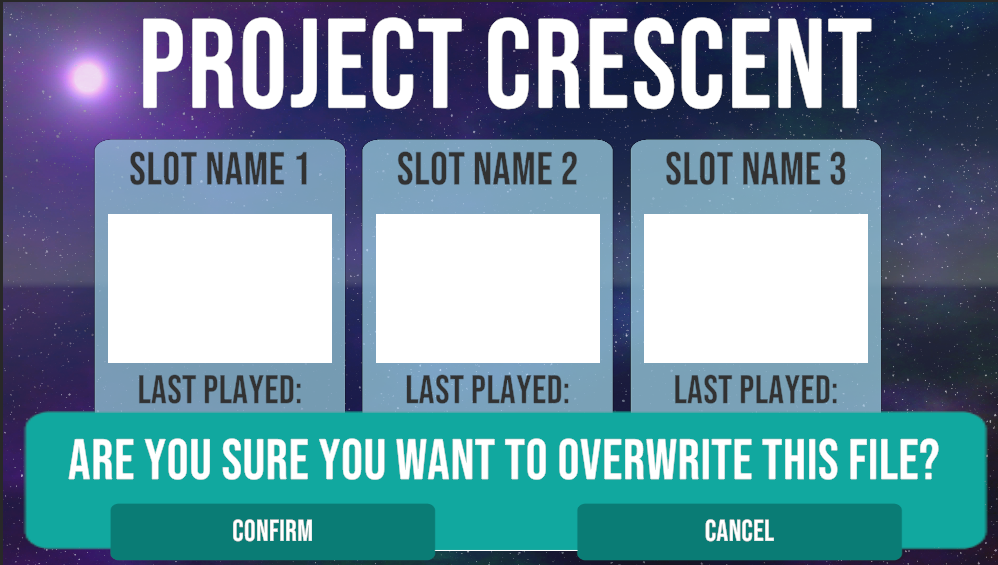 PROJECT CRESCENT
SLOT NAME 1
SLOT NAME 2
SLOT NAME 3
LAST PLAYED:
LAST PLAYED:
LAST PLAYED:
ARE YOU SURE YOU WANT TO OVERWRITE THIS FILE?
CONFIRM
CANCEL